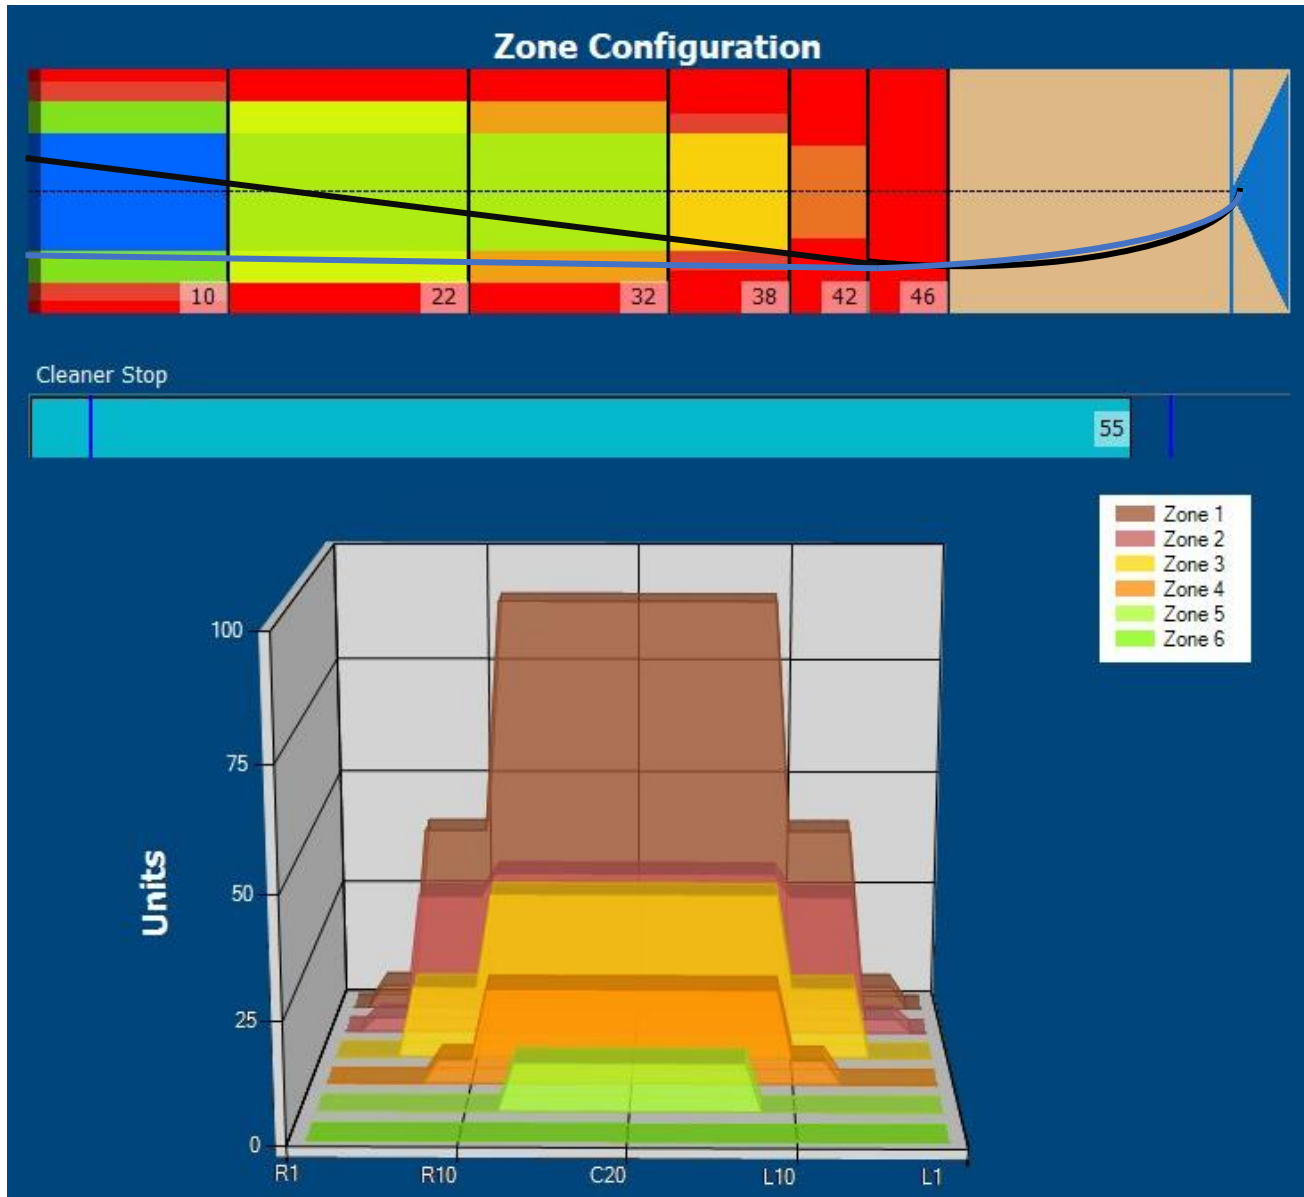 Zone Configuration
10 22 32 38 42 46
Cleaner Stop
55
Zone 1
Zone 2
Zone 3
Zone 4
Zone 5
Zone 6
100
75
50
25
0
Units
R1 R10 C20 L10 L1